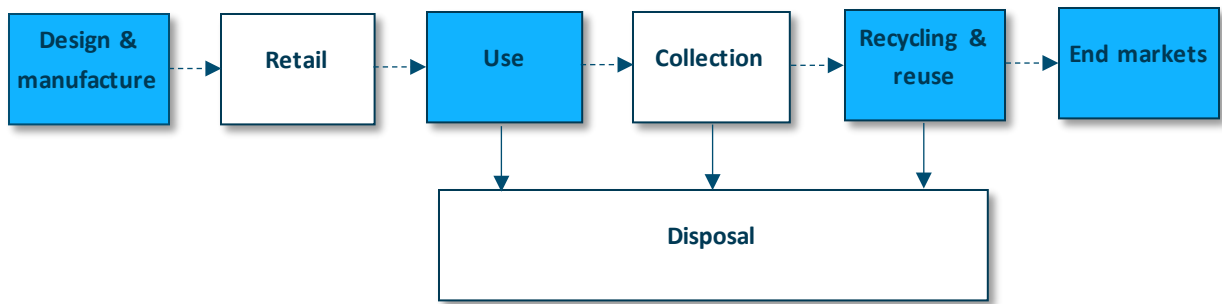 Design &
manufacture
Retail
Use
Collection
Recycling &
reuse
End markets
Disposal